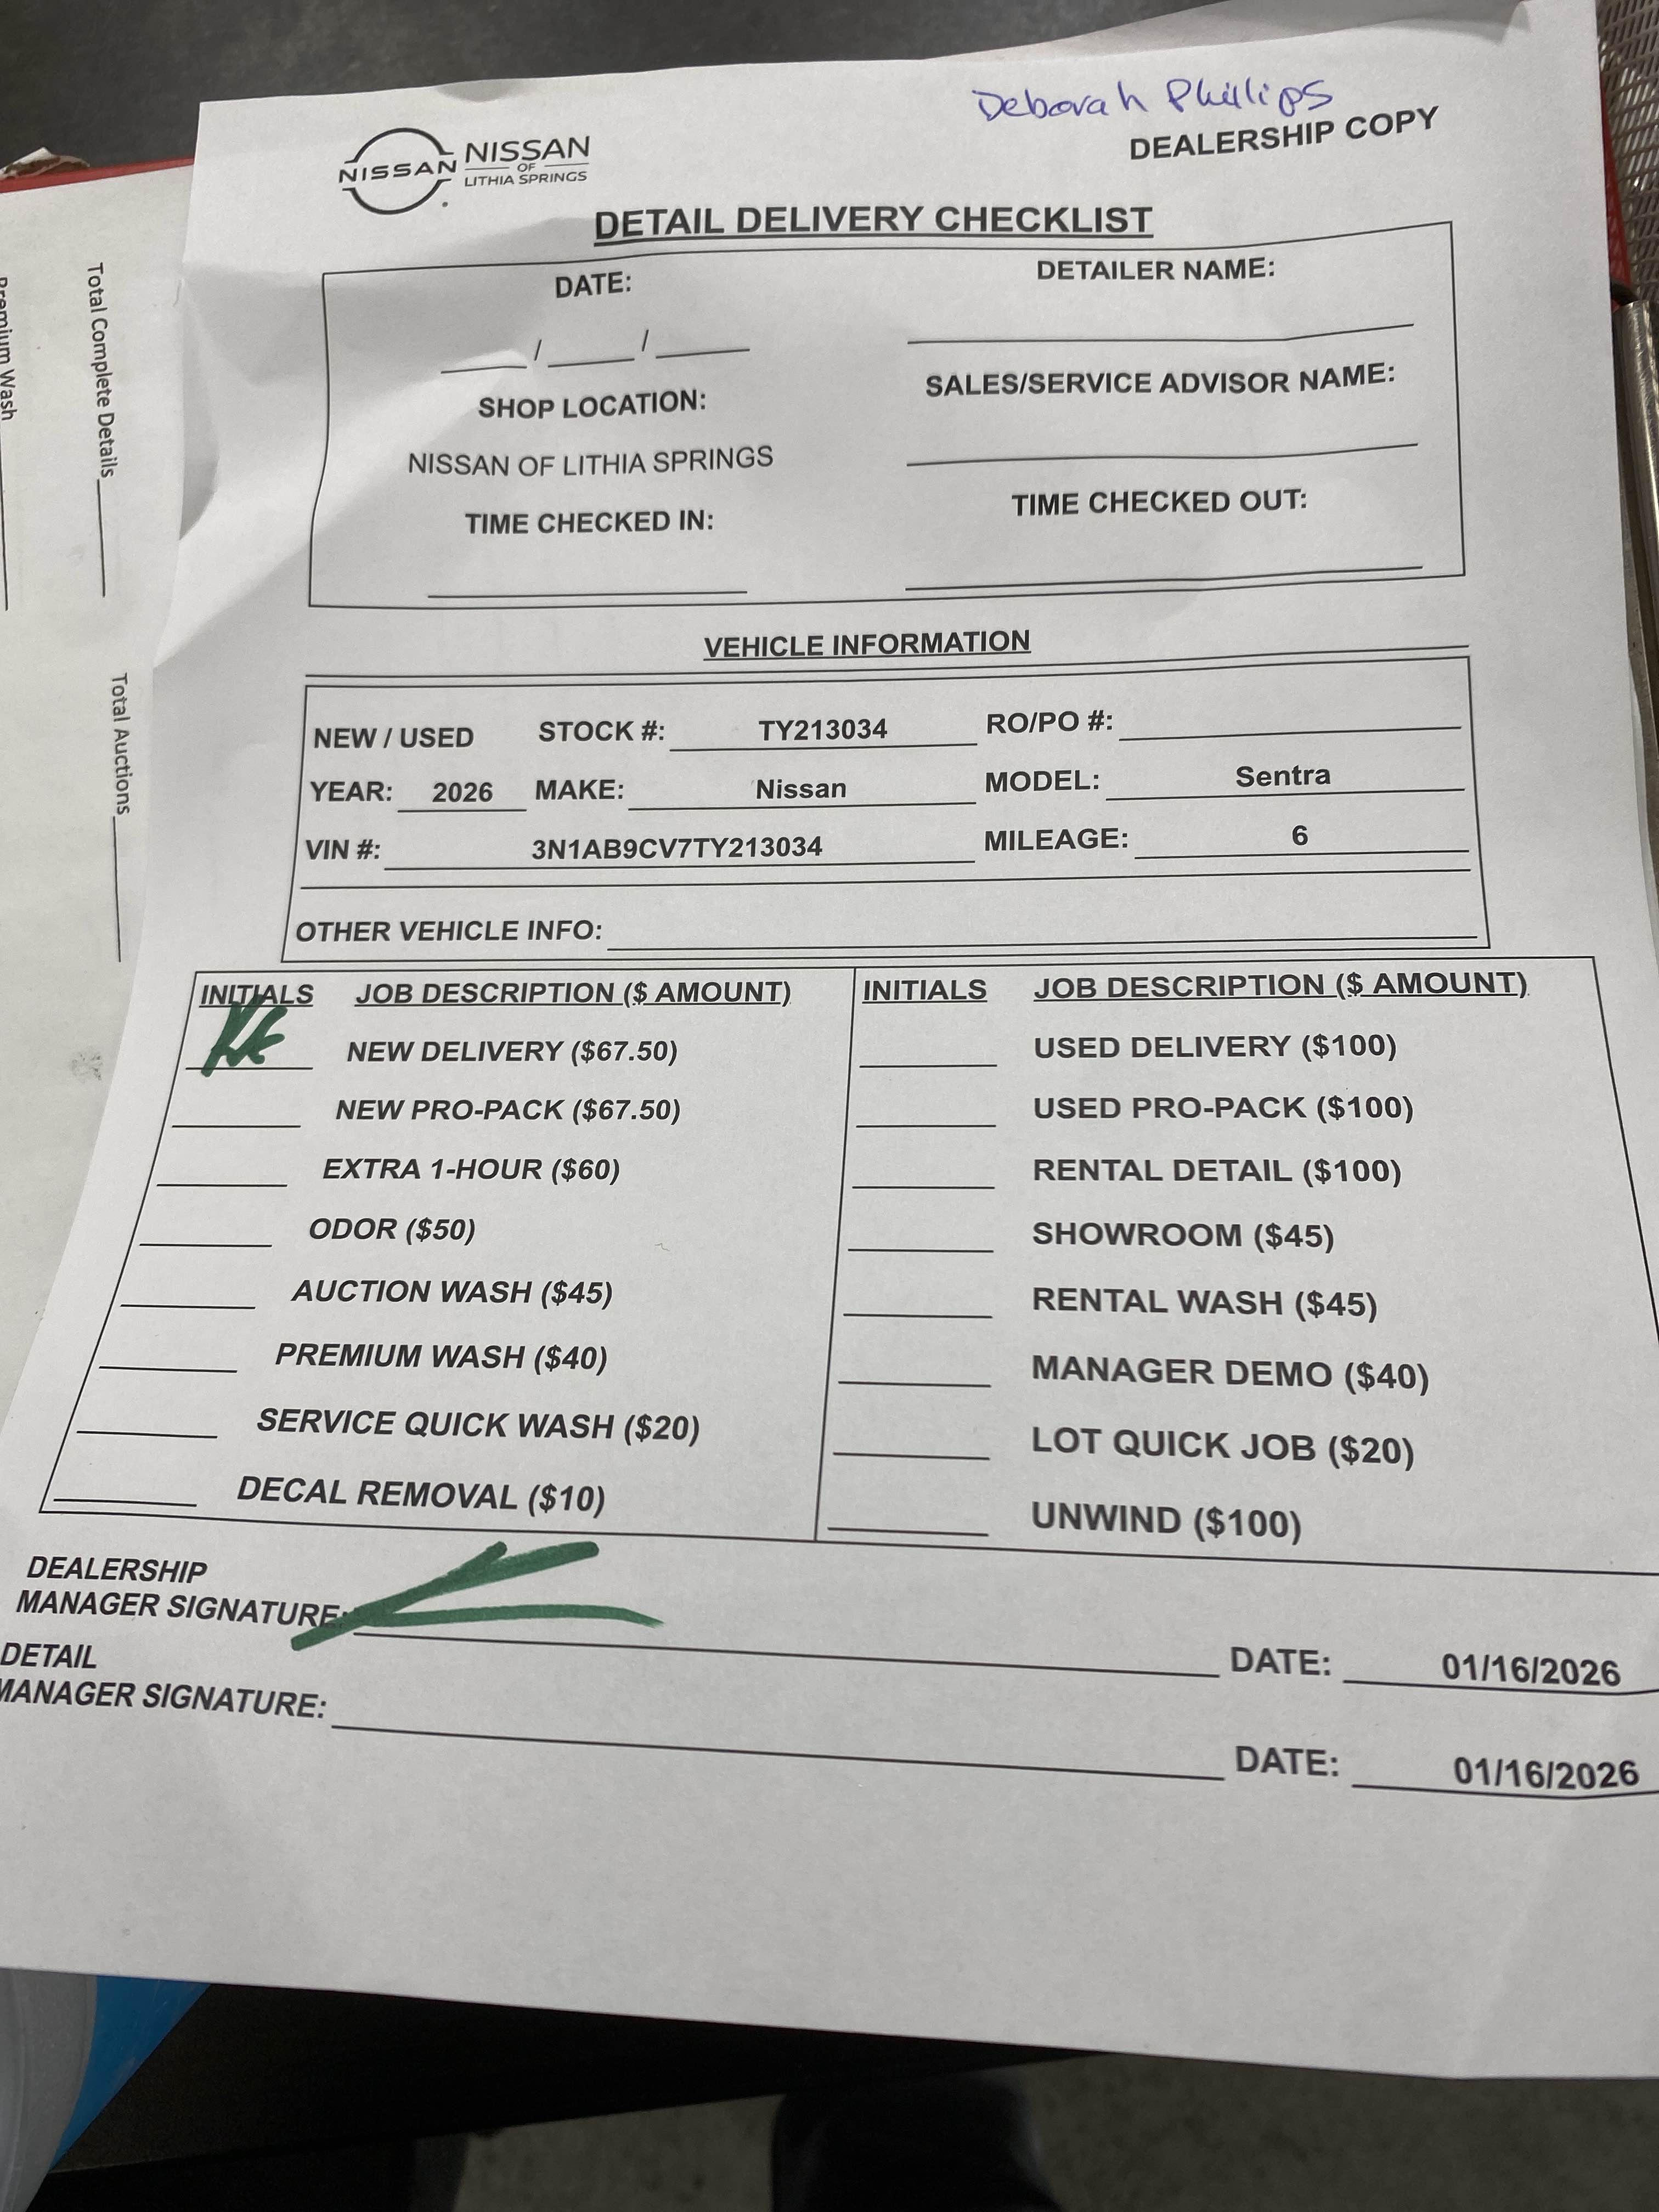 Deborah Phillips
DEALERSHIP COPY
NISSAN
NISSAN
OF
LITHIA SPRINGS
DETAIL DELIVERY CHECKLIST
DATE:
DETAILER NAME:
____/____/____
SHOP LOCATION:
SALES/SERVICE ADVISOR NAME:
NISSAN OF LITHIA SPRINGS
TIME CHECKED IN:
TIME CHECKED OUT:
VEHICLE INFORMATION
NEW / USED STOCK #: TY213034 RO/PO #:
YEAR: 2026 MAKE: Nissan MODEL: Sentra
VIN #: 3N1AB9CV7TY213034 MILEAGE: 6
OTHER VEHICLE INFO:
INITIALS JOB DESCRIPTION ($ AMOUNT) INITIALS JOB DESCRIPTION ($ AMOUNT)
NEW DELIVERY ($67.50) USED DELIVERY ($100)
NEW PRO-PACK ($67.50) USED PRO-PACK ($100)
EXTRA 1-HOUR ($60) RENTAL DETAIL ($100)
ODOR ($50) SHOWROOM ($45)
AUCTION WASH ($45) RENTAL WASH ($45)
PREMIUM WASH ($40) MANAGER DEMO ($40)
SERVICE QUICK WASH ($20) LOT QUICK JOB ($20)
DECAL REMOVAL ($10) UNWIND ($100)
DEALERSHIP
MANAGER SIGNATURE: DATE: 01/16/2026
DETAIL
MANAGER SIGNATURE: DATE: 01/16/2026
Total Complete Details
Total Auctions
Premium Wash